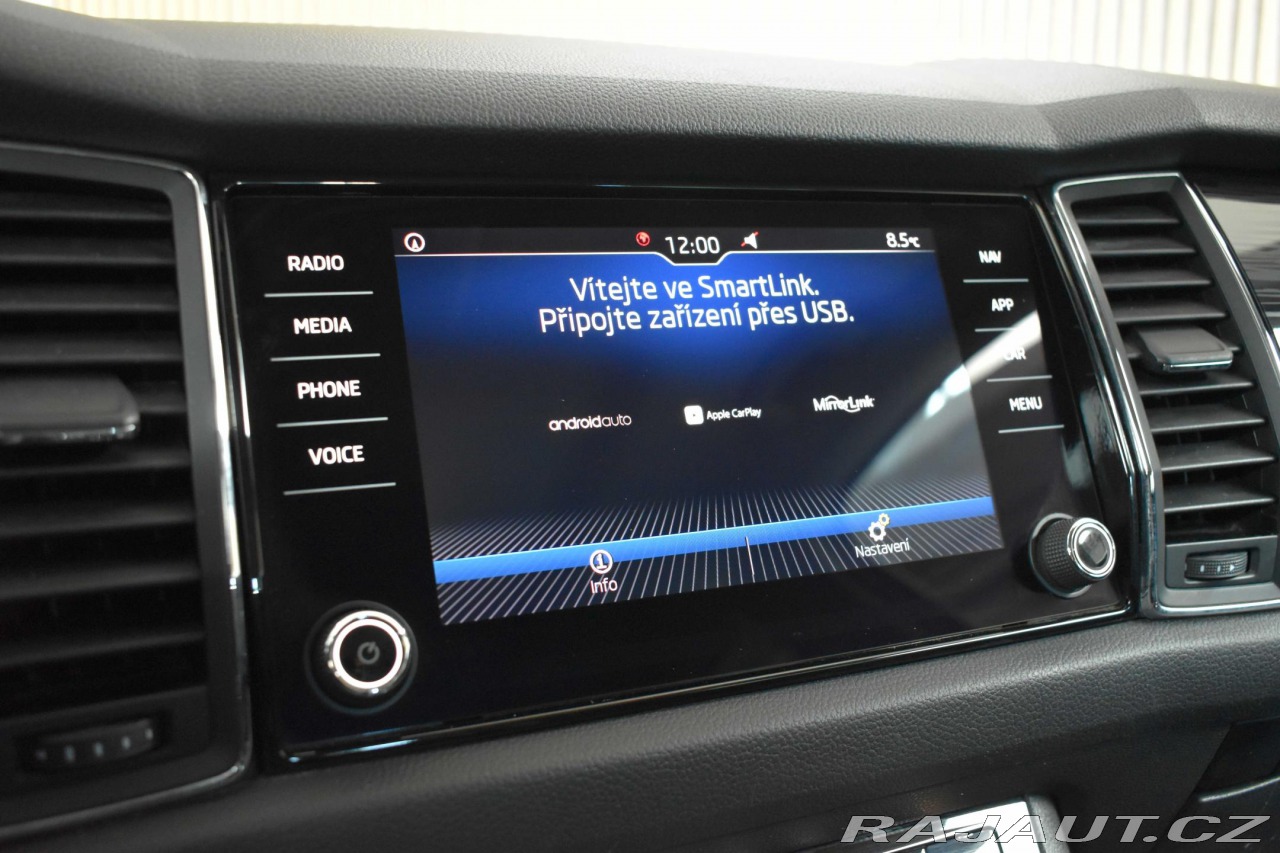 RADIO
MEDIA
PHONE
VOICE
12:00
8.5°C
Vítejte ve SmartLink.
Připojte zařízení přes USB.
androidauto
Apple CarPlay
MirrorLink
Info
Nastavení
NAV
APP
CAR
MENU
RAJAUT.CZ